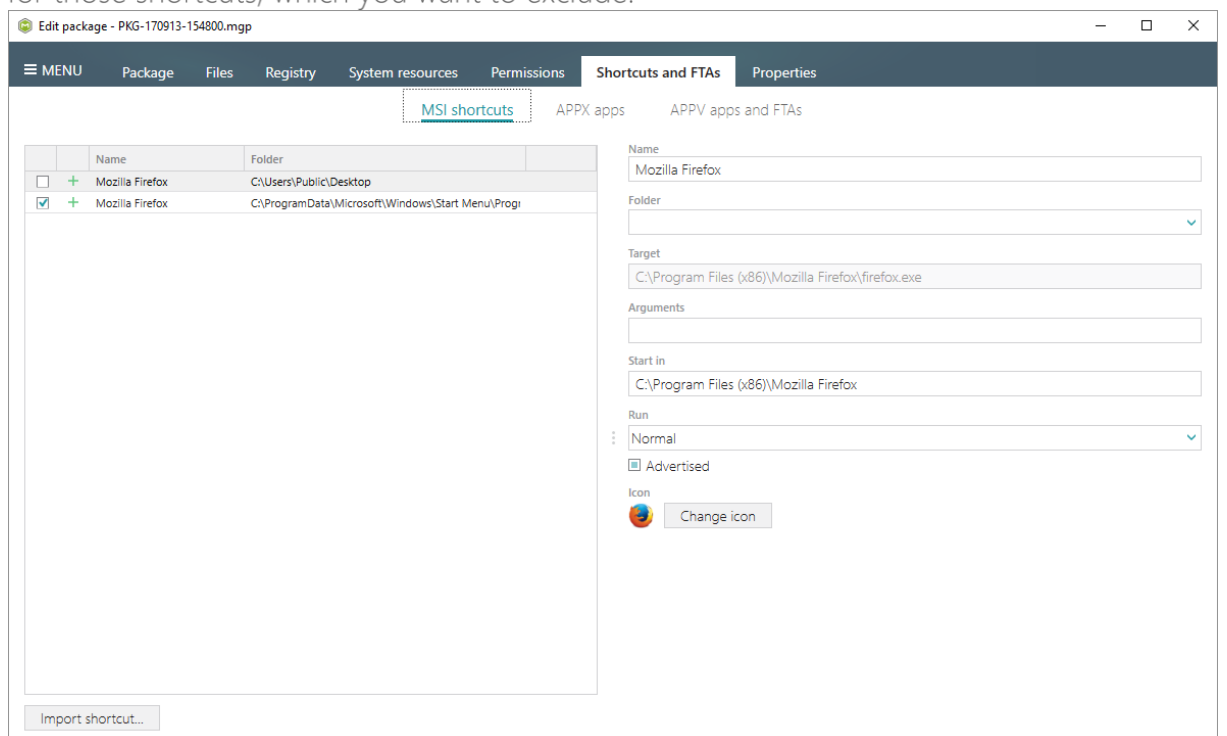 for those shortcuts, which you want to exclude.
Edit package - PKG-170913-154800.mgp
MENU Package Files Registry System resources Permissions Shortcuts and FTAs Properties
MSI shortcuts APPX apps APPV apps and FTAs
Name Folder
Mozilla Firefox C:\Users\Public\Desktop
Mozilla Firefox C:\ProgramData\Microsoft\Windows\Start Menu\Progr
Name
Mozilla Firefox
Folder
Target
C:\Program Files (x86)\Mozilla Firefox\firefox.exe
Arguments
Start in
C:\Program Files (x86)\Mozilla Firefox
Run
Normal
Advertised
Icon
Change icon
Import shortcut...